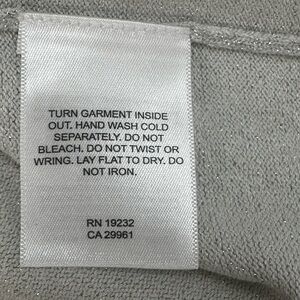 TURN GARMENT INSIDE
OUT. HAND WASH COLD
SEPARATELY. DO NOT
BLEACH. DO NOT TWIST OR
WRING. LAY FLAT TO DRY. DO
NOT IRON.
RN 19232
CA 29961